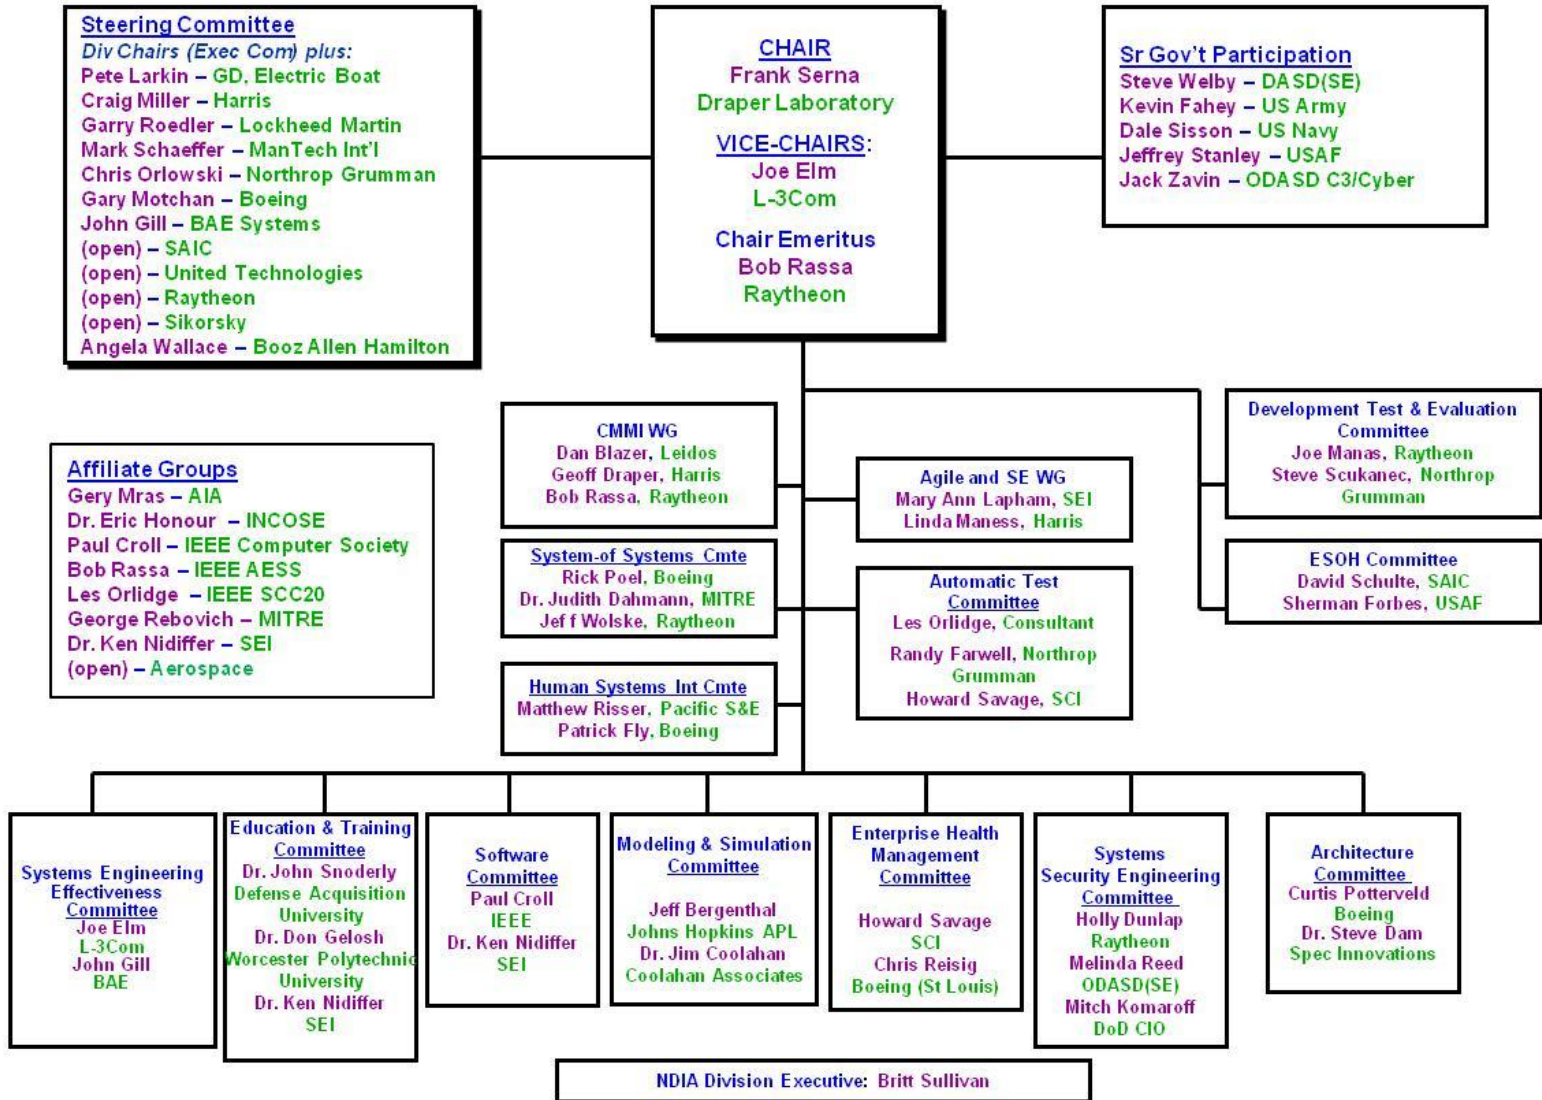 Steering Committee
Div Chairs (Exec Com) plus:
Pete Larkin – GD, Electric Boat
Craig Miller – Harris
Garry Roedler – Lockheed Martin
Mark Schaeffer – ManTech Int'l
Chris Orlowski – Northrop Grumman
Gary Motchan – Boeing
John Gill – BAE Systems
(open) – SAIC
(open) – United Technologies
(open) – Raytheon
(open) – Sikorsky
Angela Wallace – Booz Allen Hamilton
CHAIR
Frank Serna
Draper Laboratory
VICE-CHAIRS:
Joe Elm
L-3Com
Chair Emeritus
Bob Rassa
Raytheon
Sr Gov't Participation
Steve Welby – DASD(SE)
Kevin Fahey – US Army
Dale Sisson – US Navy
Jeffrey Stanley – USAF
Jack Zavin – ODASD C3/Cyber
Affiliate Groups
Gery Mras – AIA
Dr. Eric Honour – INCOSE
Paul Croll – IEEE Computer Society
Bob Rassa – IEEE AESS
Les Orlidge – IEEE SCC20
George Rebovich – MITRE
Dr. Ken Nidiffer – SEI
(open) – Aerospace
CMMI WG
Dan Blazer, Leidos
Geoff Draper, Harris
Bob Rassa, Raytheon
System-of Systems Cmte
Rick Poel, Boeing
Dr. Judith Dahmann, MITRE
Jeff Wolske, Raytheon
Human Systems Int Cmte
Matthew Risser, Pacific S&E
Patrick Fly, Boeing
Agile and SE WG
Mary Ann Lapham, SEI
Linda Maness, Harris
Automatic Test
Committee
Les Orlidge, Consultant
Randy Farwell, Northrop
Grumman
Howard Savage, SCI
Development Test & Evaluation
Committee
Joe Manas, Raytheon
Steve Scukanec, Northrop
Grumman
ESOH Committee
David Schulte, SAIC
Sherman Forbes, USAF
Systems Engineering
Effectiveness
Committee
Joe Elm
L-3Com
John Gill
BAE
Education & Training
Committee
Dr. John Snoderly
Defense Acquisition
University
Dr. Don Gelosh
Worcester Polytechnic
University
Dr. Ken Nidiffer
SEI
Software
Committee
Paul Croll
IEEE
Dr. Ken Nidiffer
SEI
Modeling & Simulation
Committee
Jeff Bergenthal
Johns Hopkins APL
Dr. Jim Coolahan
Coolahan Associates
Enterprise Health
Management
Committee
Howard Savage
SCI
Chris Reisig
Boeing (St Louis)
Systems
Security Engineering
Committee
Holly Dunlap
Raytheon
Melinda Reed
ODASD(SE)
Mitch Komaroff
DoD CIO
Architecture
Committee
Curtis Potterveld
Boeing
Dr. Steve Dam
Spec Innovations
NDIA Division Executive: Britt Sullivan